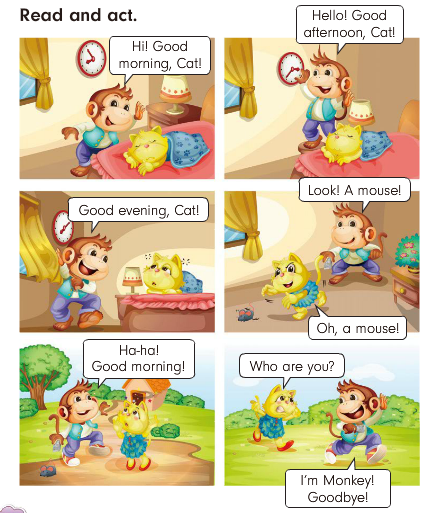 Read and act.
Hi! Good
morning, Cat!
Hello! Good
afternoon, Cat!
Good evening, Cat!
Look! A mouse!
Oh, a mouse!
Ha-ha!
Good morning!
Who are you?
I'm Monkey!
Goodbye!